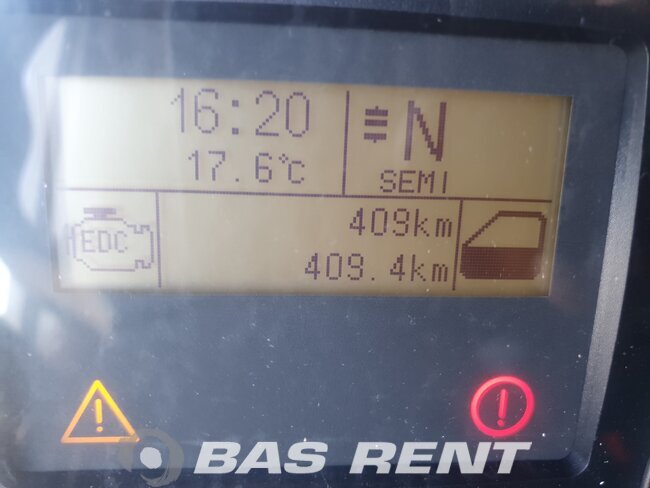 16:20
N
17.6°C
SEMI
EDC
409km
409.4km
BAS RENT